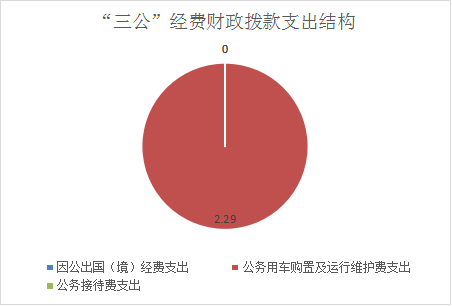 “三公”经费财政拨款支出结构
0
2.29
因公出国（境）经费支出
公务用车购置及运行维护费支出
公务接待费支出